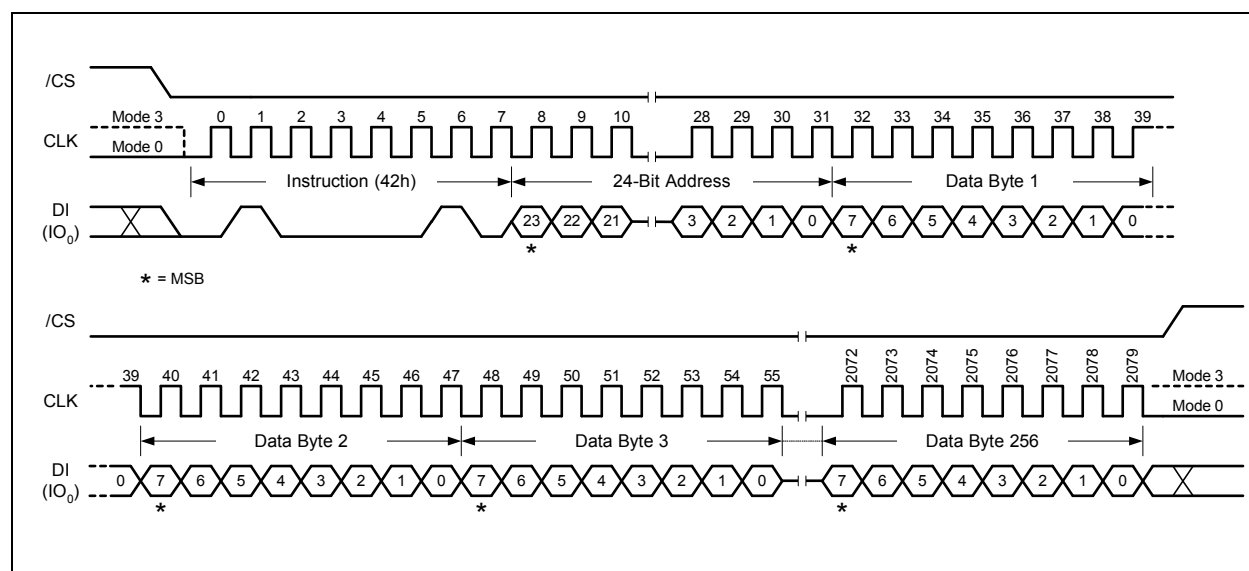 /CS
Mode 3 0 1 2 3 4 5 6 7 8 9 10 28 29 30 31 32 33 34 35 36 37 38 39
CLK
Mode 0
Instruction (42h) 24-Bit Address Data Byte 1
DI
(IO₀)
23 22 21 3 2 1 0 7 6 5 4 3 2 1 0
* *
* = MSB
/CS
39 40 41 42 43 44 45 46 47 48 49 50 51 52 53 54 55 2072 2073 2074 2075 2076 2077 2078 2079 Mode 3
CLK
Mode 0
Data Byte 2 Data Byte 3 Data Byte 256
DI
(IO₀)
0 7 6 5 4 3 2 1 0 7 6 5 4 3 2 1 0 7 6 5 4 3 2 1 0
* * *